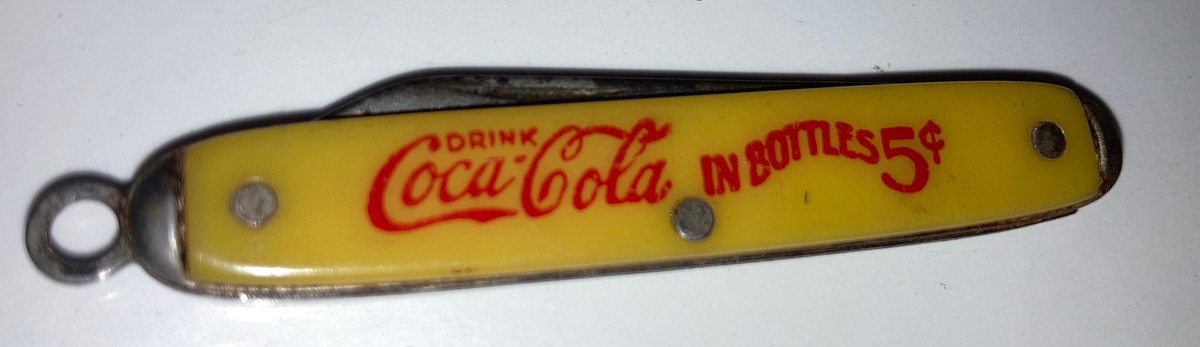 DRINK
Coca-Cola IN BOTTLES 5¢